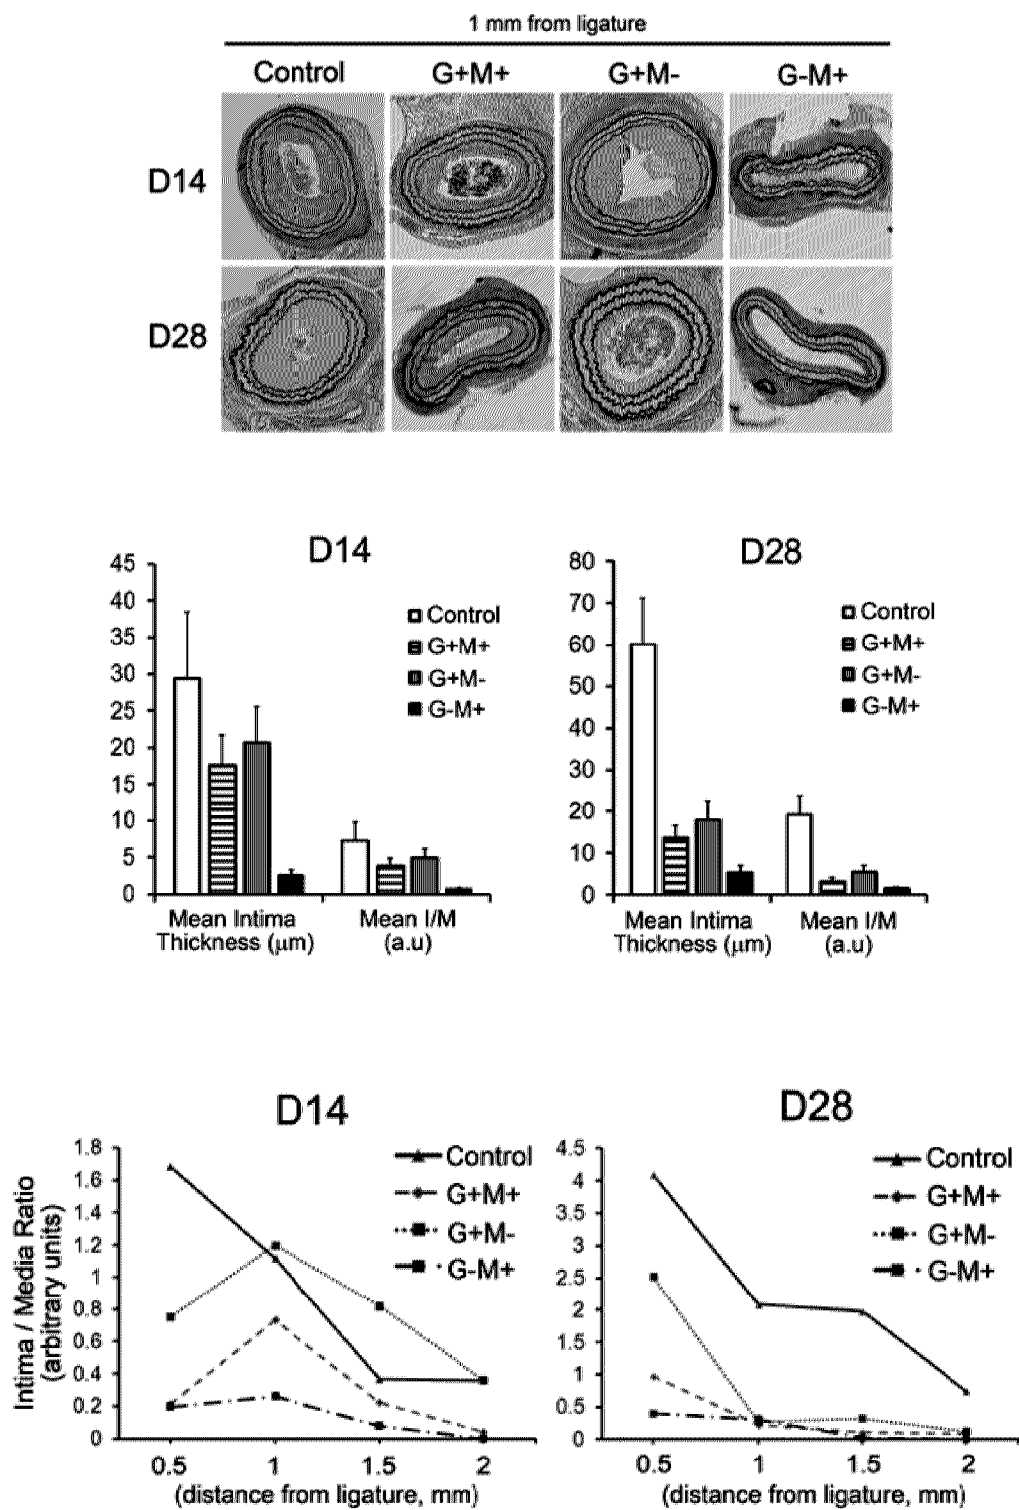 1 mm from ligature
Control G+M+ G+M- G-M+
D14
D28
D14
45
40
35
30
25
20
15
10
5
0
Control
G+M+
G+M-
G-M+
Mean Intima Mean I/M
Thickness (μm) (a.u)
D28
80
70
60
50
40
30
20
10
0
Control
G+M+
G+M-
G-M+
Mean Intima Mean I/M
Thickness (μm) (a.u)
D14
Intima / Media Ratio
(arbitrary units)
1.8
1.6
1.4
1.2
1
0.8
0.6
0.4
0.2
0
Control
G+M+
G+M-
G-M+
0.5 1 1.5 2
(distance from ligature, mm)
D28
4.5
4
3.5
3
2.5
2
1.5
1
0.5
0
Control
G+M+
G+M-
G-M+
0.5 1 1.5 2
(distance from ligature, mm)